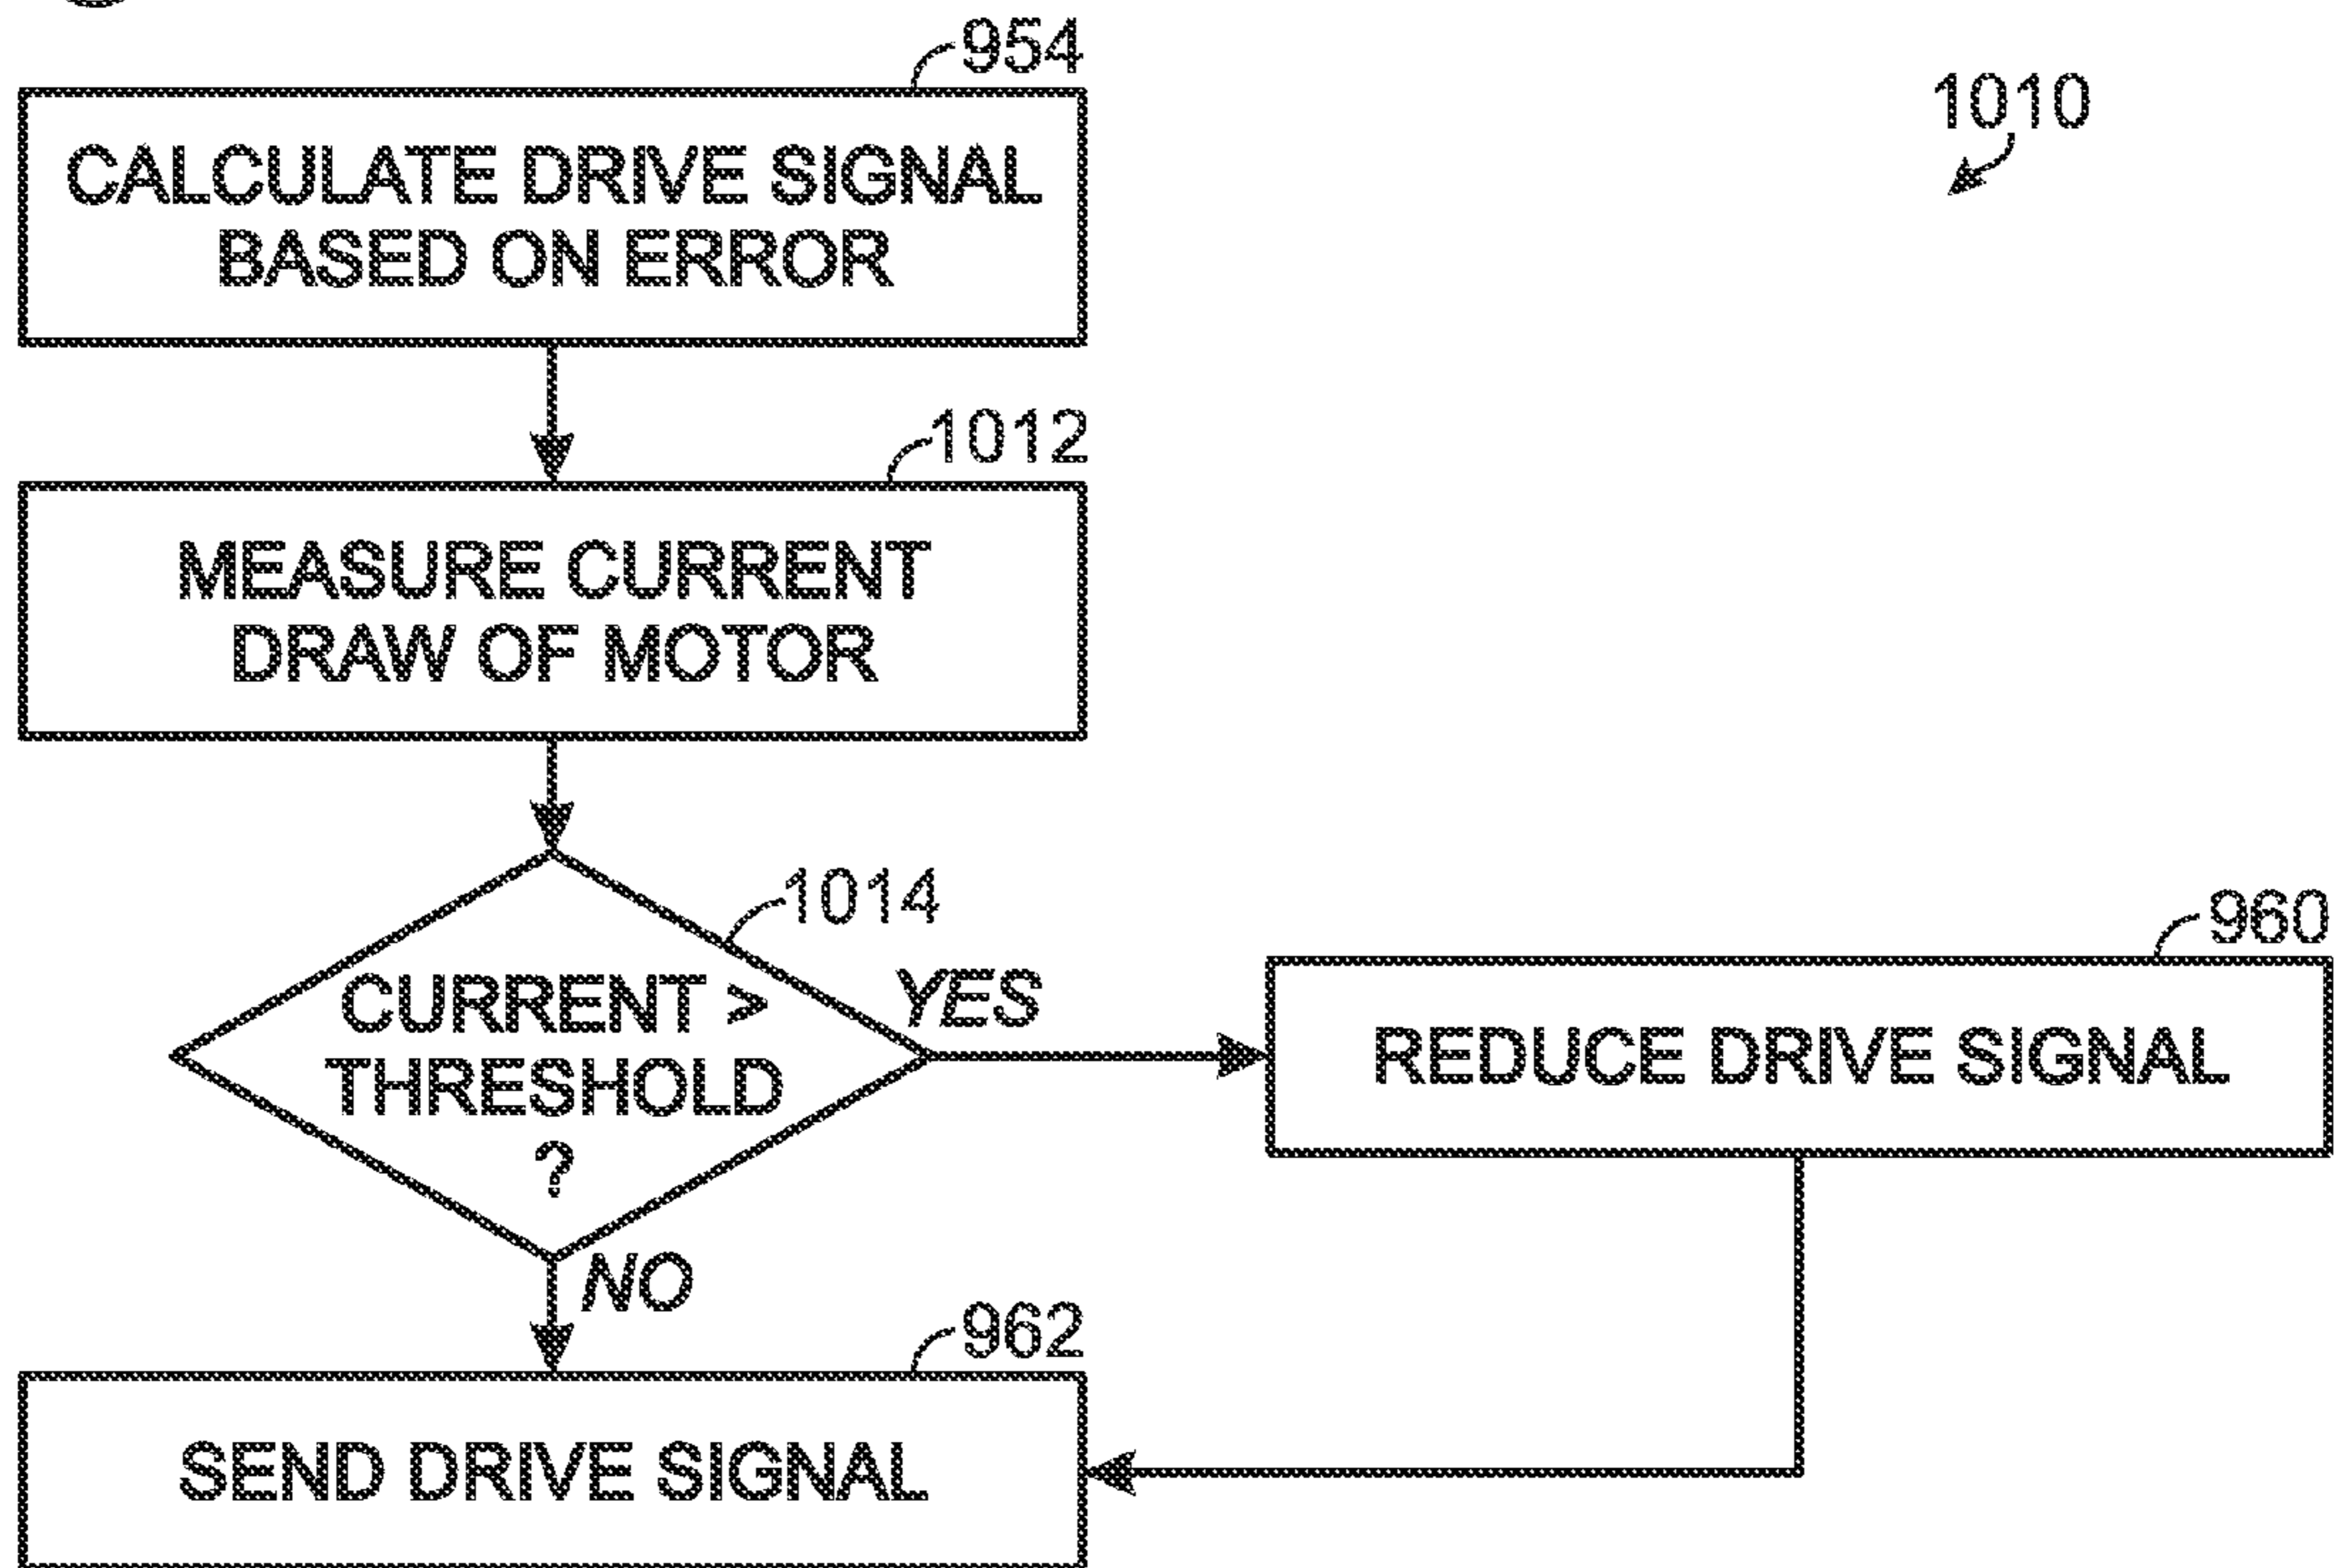 954
1010
CALCULATE DRIVE SIGNAL
BASED ON ERROR
1012
MEASURE CURRENT
DRAW OF MOTOR
1014
CURRENT >
THRESHOLD
?
YES
960
REDUCE DRIVE SIGNAL
NO
962
SEND DRIVE SIGNAL